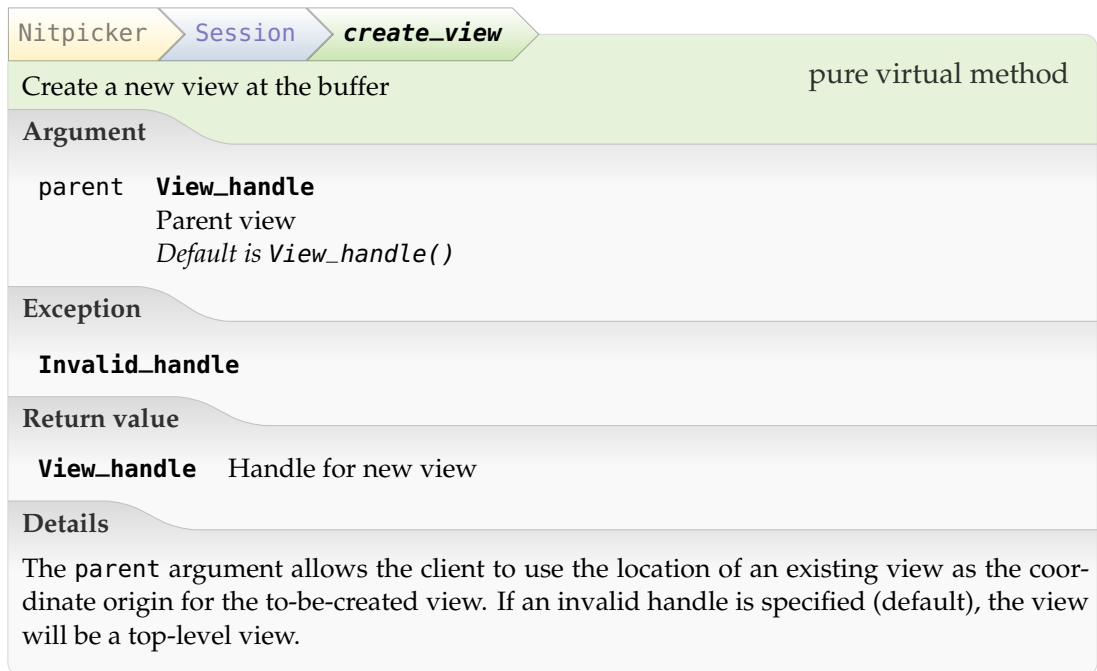 Nitpicker Session create_view
pure virtual method
Create a new view at the buffer
Argument
parent View_handle
Parent view
Default is View_handle()
Exception
Invalid_handle
Return value
View_handle Handle for new view
Details
The parent argument allows the client to use the location of an existing view as the coor-
dinate origin for the to-be-created view. If an invalid handle is specified (default), the view
will be a top-level view.